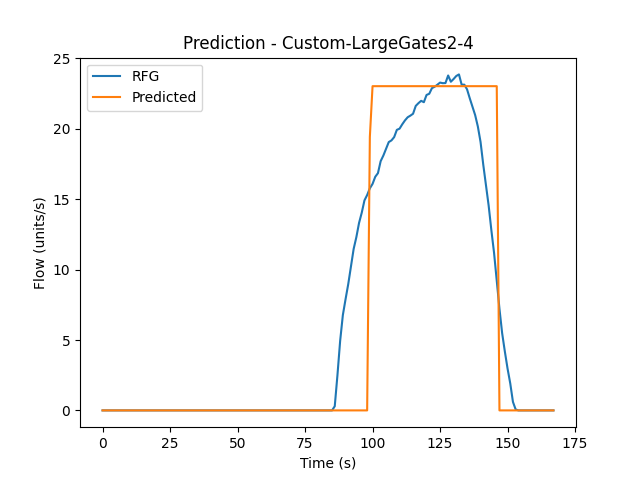 Prediction - Custom-LargeGates2-4
RFG
Predicted
Flow (units/s)
25
20
15
10
5
0
0 25 50 75 100 125 150 175
Time (s)